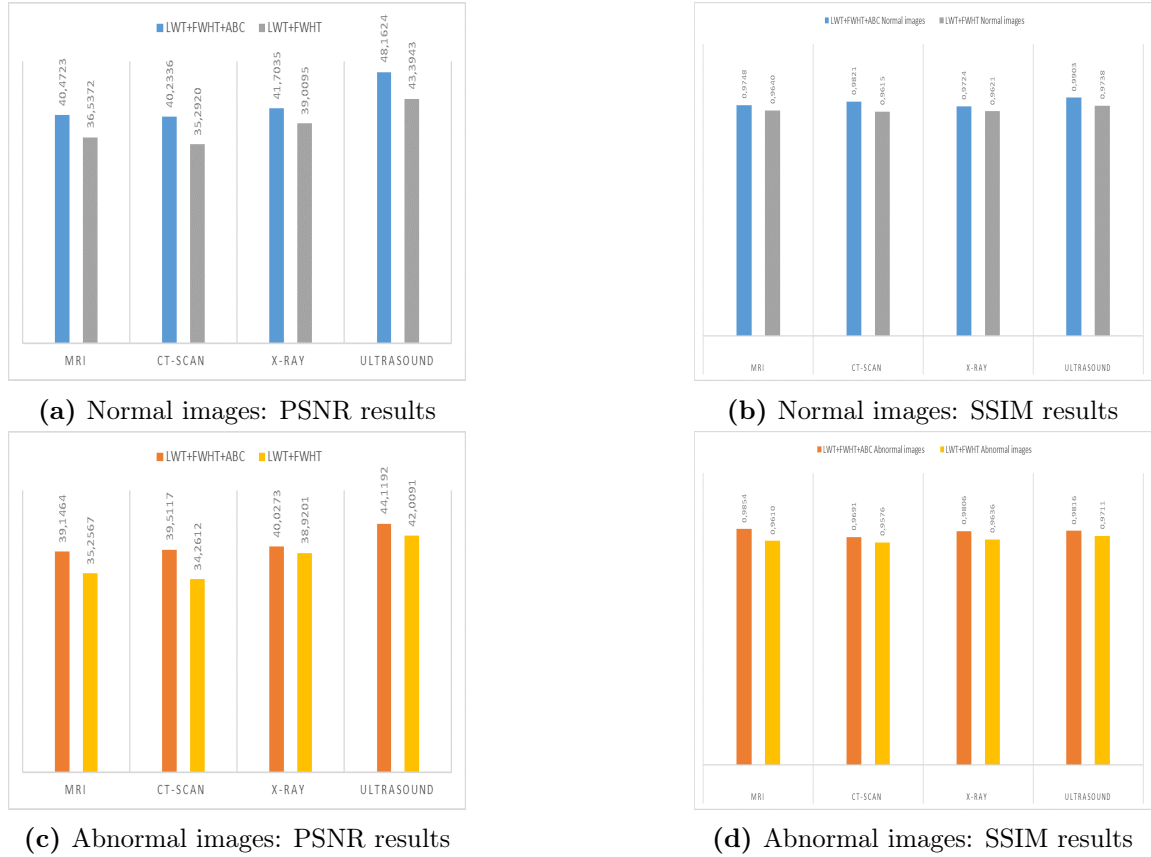 LWT+FWHT+ABC LWT+FWHT
40,4723 36,5372 40,2336 35,2920 41,7035 39,0095 48,1624 43,3943
MRI CT-SCAN X-RAY ULTRASOUND
(a) Normal images: PSNR results
LWT+FWHT+ABC Normal images LWT+FWHT Normal images
0,9748 0,9640 0,9821 0,9615 0,9724 0,9621 0,9903 0,9738
MRI CT-SCAN X-RAY ULTRASOUND
(b) Normal images: SSIM results
LWT+FWHT+ABC LWT+FWHT
39,1464 35,2567 39,5117 34,2612 40,0273 38,9201 44,1192 42,0091
MRI CT-SCAN X-RAY ULTRASOUND
(c) Abnormal images: PSNR results
LWT+FWHT+ABC Abnormal images LWT+FWHT Abnormal images
0,9854 0,9610 0,9691 0,9576 0,9806 0,9636 0,9816 0,9711
MRI CT-SCAN X-RAY ULTRASOUND
(d) Abnormal images: SSIM results